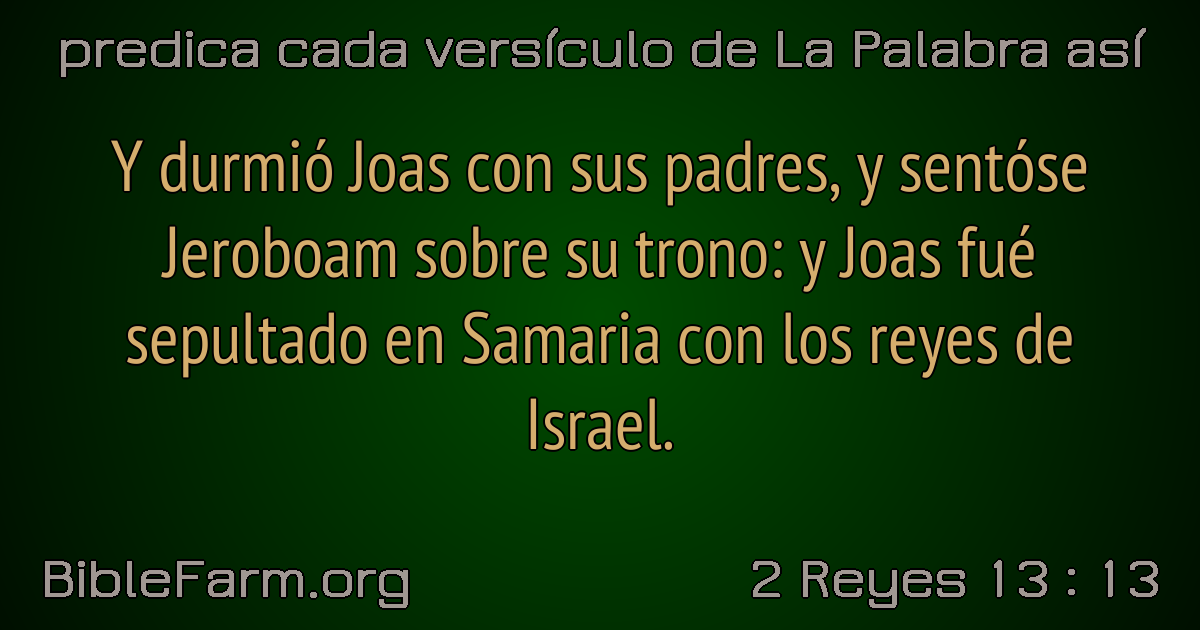 predica cada versículo de La Palabra así
Y durmió Joas con sus padres, y sentóse
Jeroboam sobre su trono: y Joas fué
sepultado en Samaria con los reyes de
Israel.
BibleFarm.org
2 Reyes 13 : 13